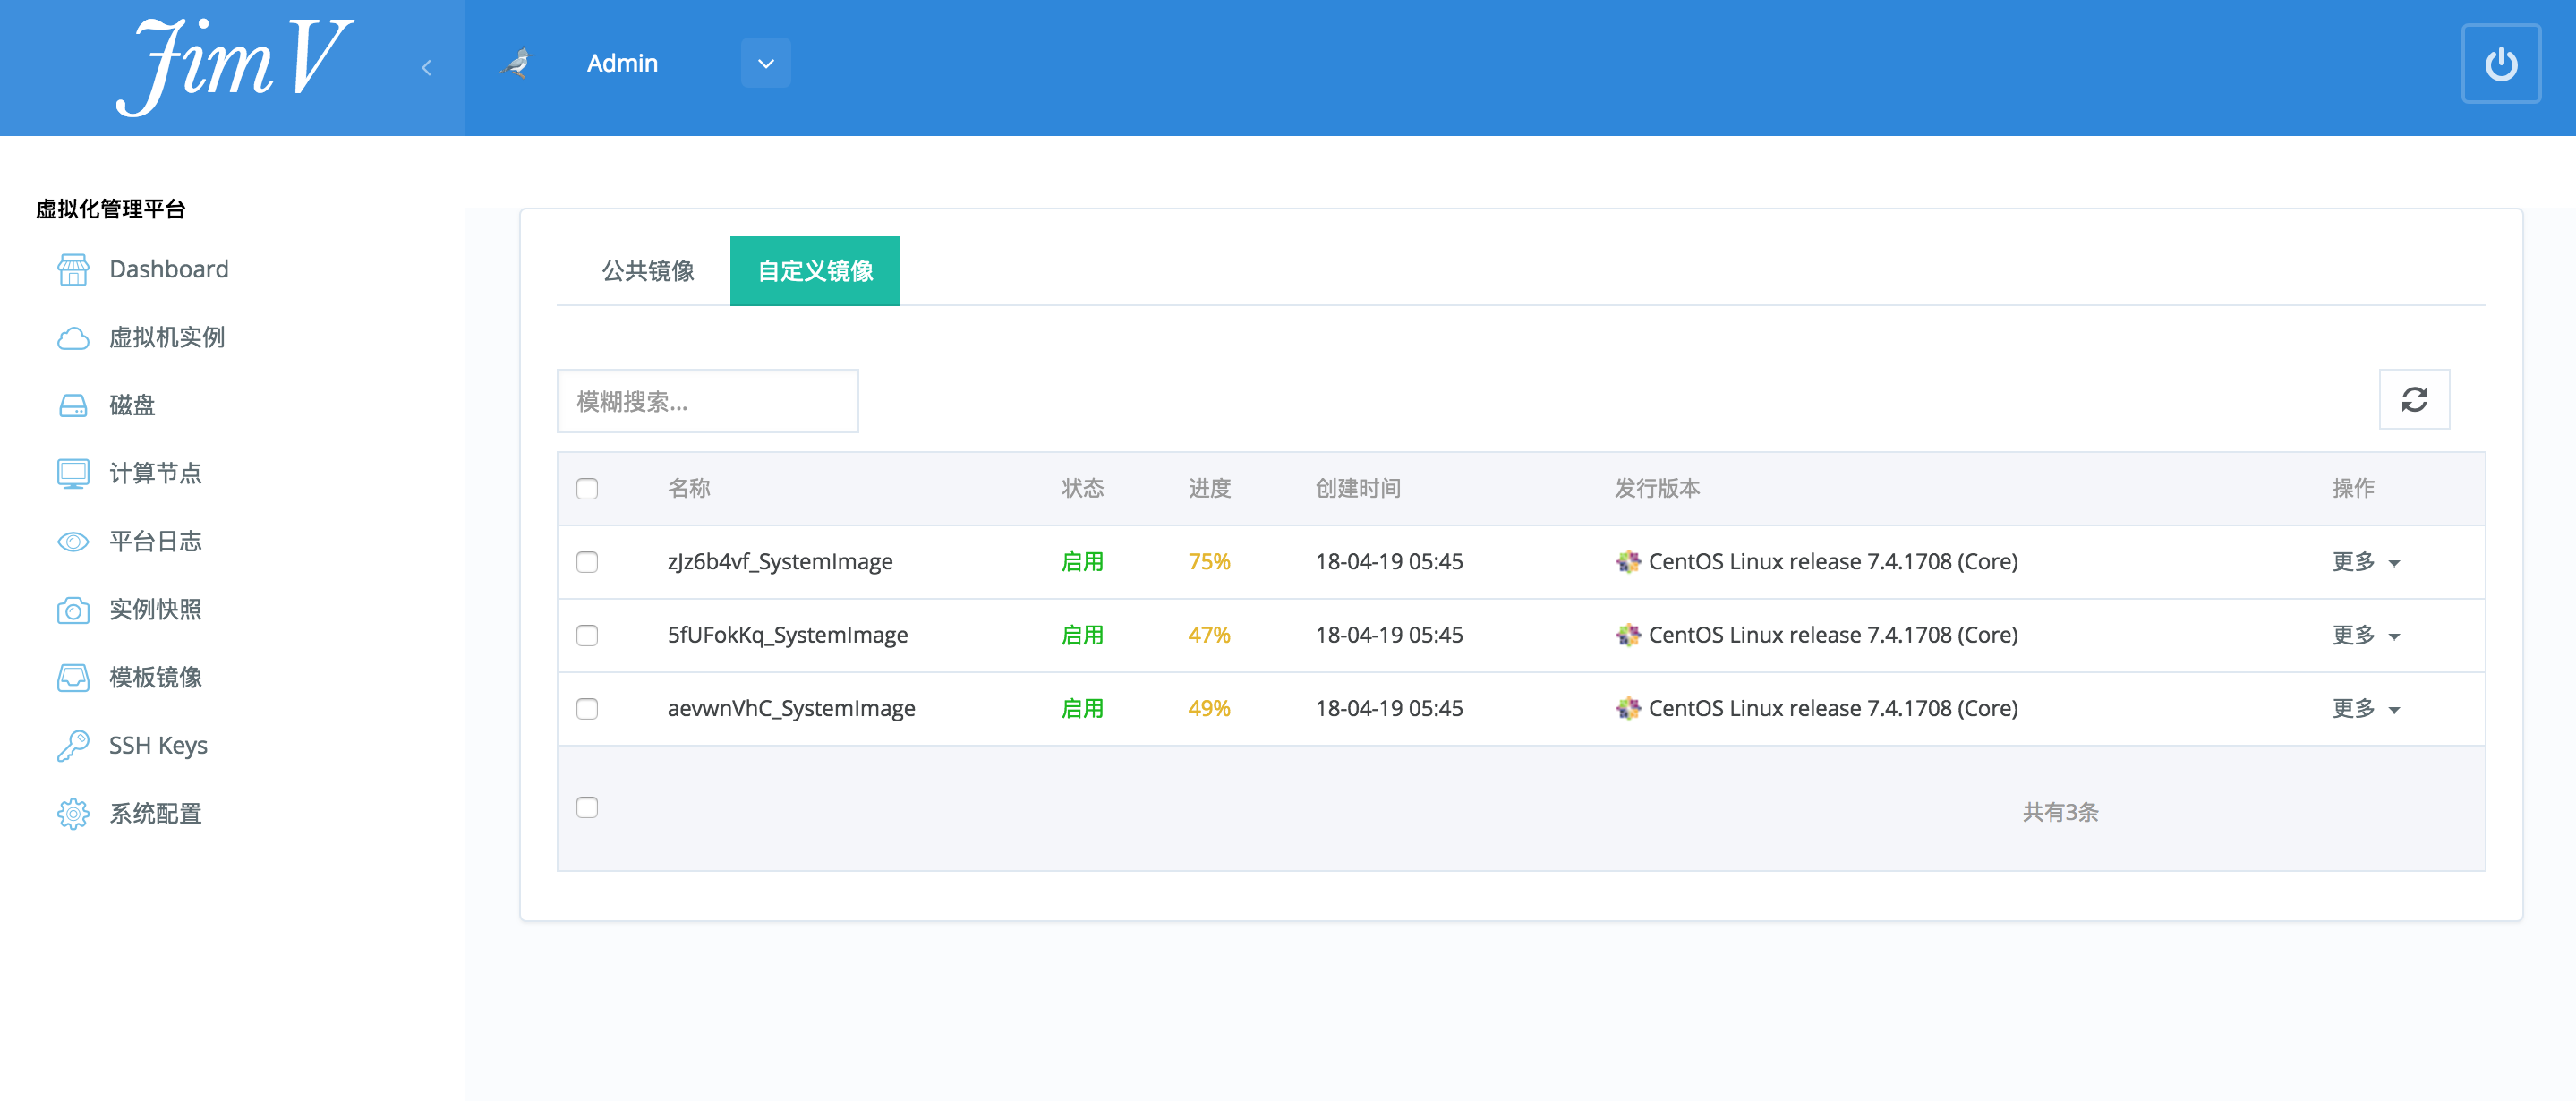 JimV
Admin
虚拟化管理平台
Dashboard
虚拟机实例
磁盘
计算节点
平台日志
实例快照
模板镜像
SSH Keys
系统配置
公共镜像 自定义镜像
模糊搜索...
名称 状态 进度 创建时间 发行版本 操作
zJz6b4vf_SystemImage 启用 75% 18-04-19 05:45 CentOS Linux release 7.4.1708 (Core) 更多
5fUFokKq_SystemImage 启用 47% 18-04-19 05:45 CentOS Linux release 7.4.1708 (Core) 更多
aevwnVhC_SystemImage 启用 49% 18-04-19 05:45 CentOS Linux release 7.4.1708 (Core) 更多
共有3条